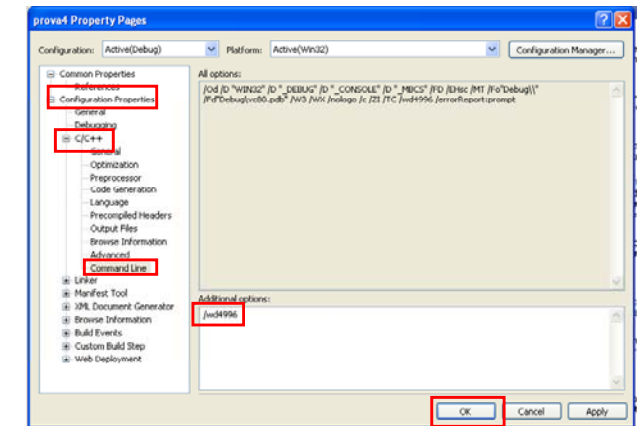 prova4 Property Pages
Configuration: Active(Debug) Platform: Active(Win32) Configuration Manager...
Common Properties
References
Configuration Properties
General
Debugging
C/C++
General
Optimization
Preprocessor
Code Generation
Language
Precompiled Headers
Output Files
Browse Information
Advanced
Command Line
Linker
Manifest Tool
XML Document Generator
Browse Information
Build Events
Custom Build Step
Web Deployment
All options:
/Od /D "WIN32" /D "_DEBUG" /D "_CONSOLE" /D "_MBCS" /FD /EHsc /MT /Fo"Debug\\"
/Fd"Debug\vc80.pdb" /W3 /WX /nologo /c /ZI /TC /wd4996 /errorReport:prompt
Additional options:
/wd4996
OK Cancel Apply